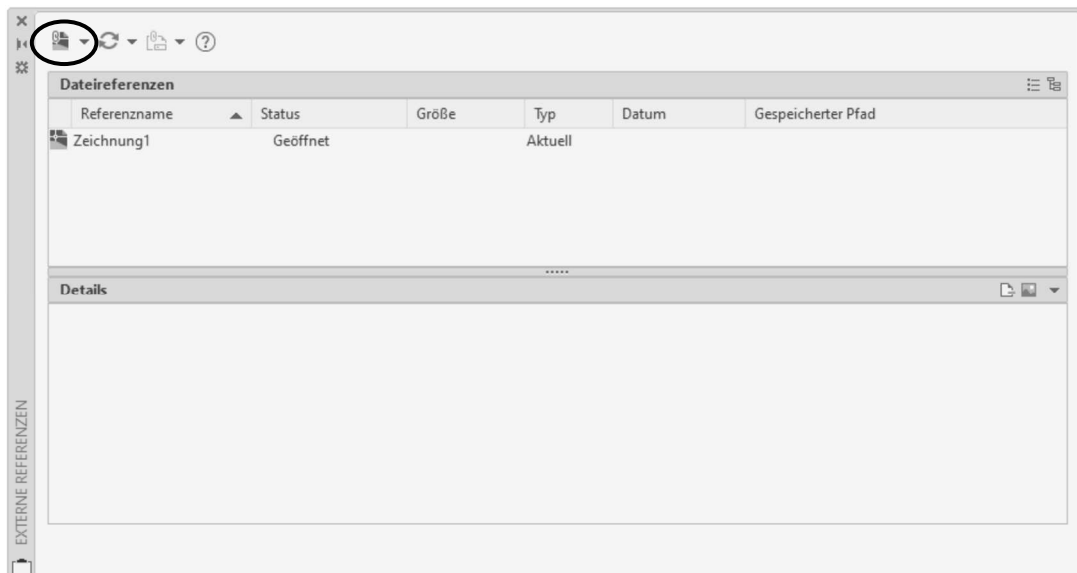 Dateireferenzen
Referenzname Status Größe Typ Datum Gespeicherter Pfad
Zeichnung1 Geöffnet Aktuell
Details
EXTERNE REFERENZEN